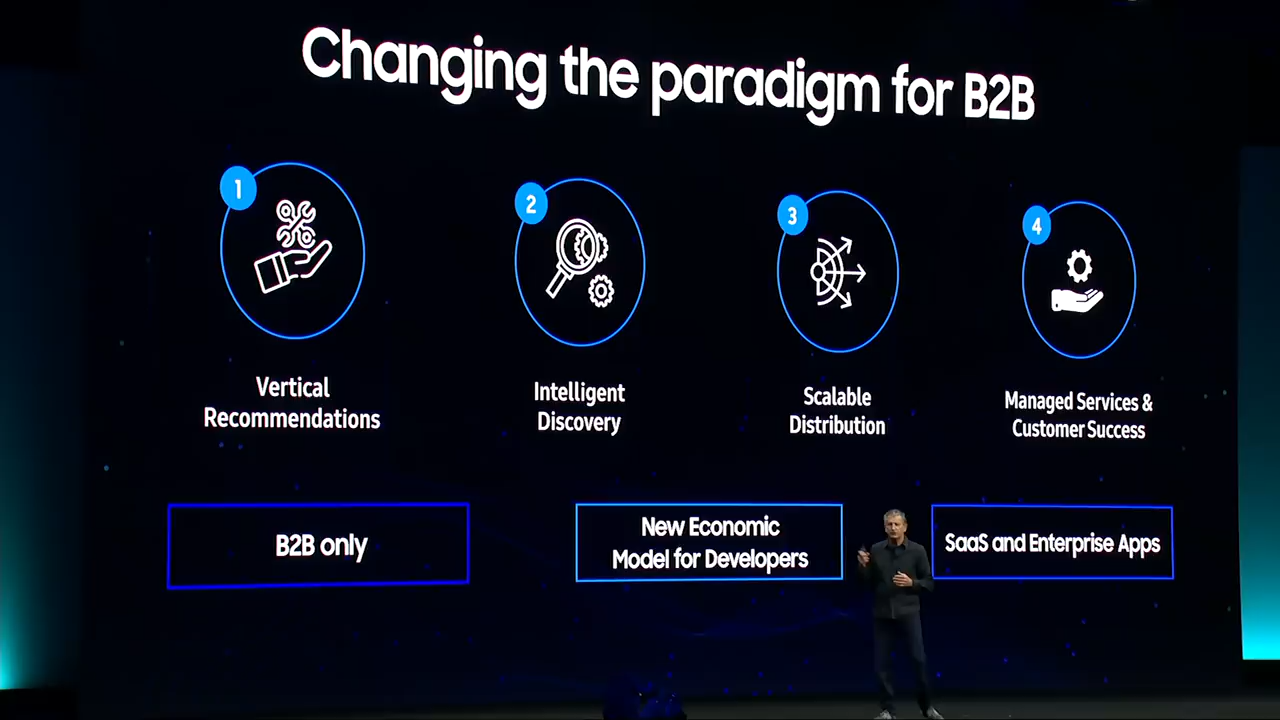 Changing the paradigm for B2B
1
2
3
4
Vertical
Recommendations
Intelligent
Discovery
Scalable
Distribution
Managed Services &
Customer Success
B2B only
New Economic
Model for Developers
SaaS and Enterprise Apps